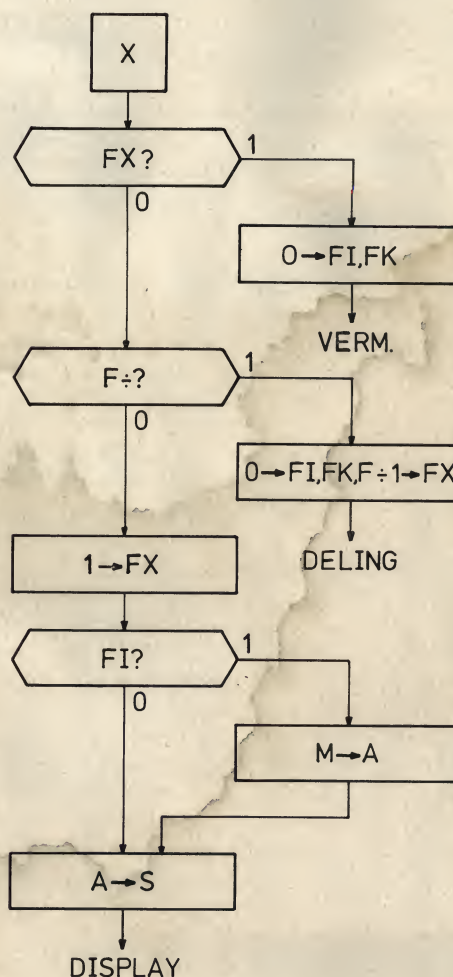 X
FX?
1
0
0→FI,FK
VERM.
F÷?
1
0
0→FI,FK,F÷1→FX
DELING
1→FX
FI?
1
0
M→A
A→S
DISPLAY